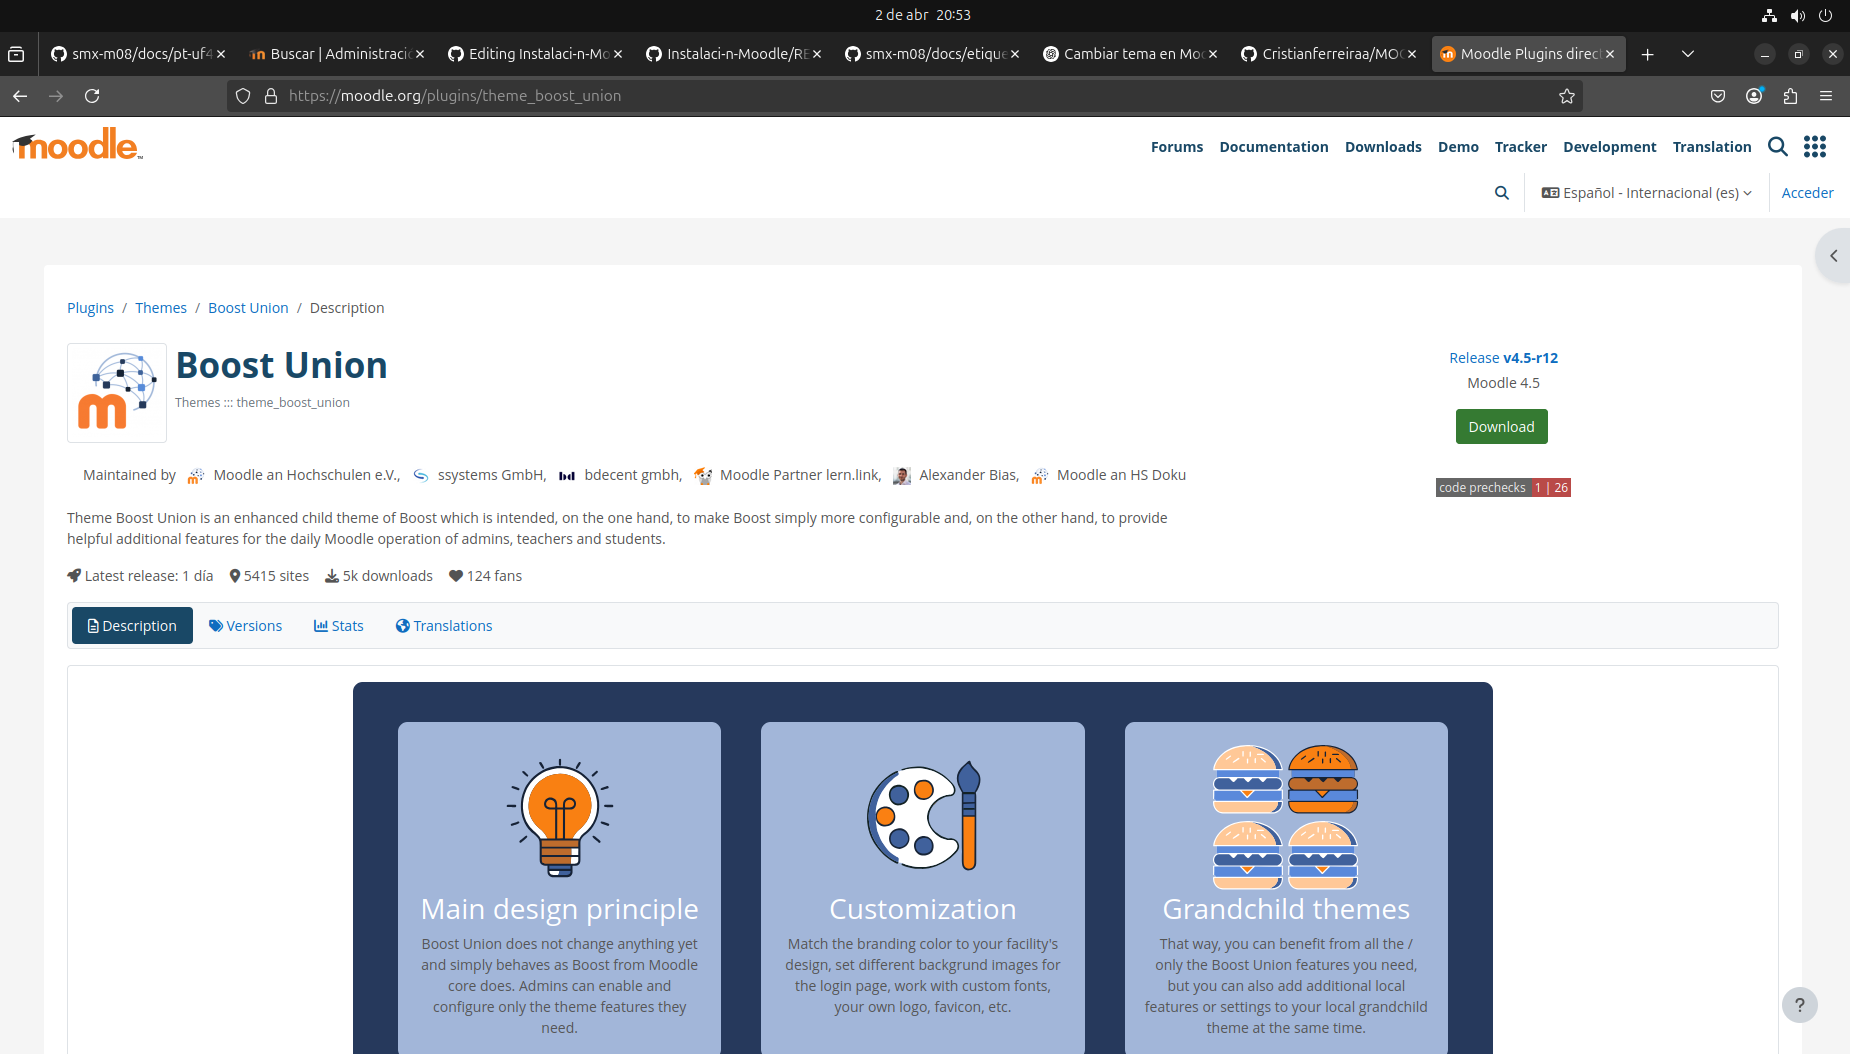 2 de abr 20:53
smx-m08/docs/pt-uf4
Buscar | Administraci
Editing Instalaci-n-Mo
Instalaci-n-Moodle/RE
smx-m08/docs/etique
Cambiar tema en Moo
Cristianferreiraa/MOO
Moodle Plugins direc
https://moodle.org/plugins/theme_boost_union
moodle
Forums Documentation Downloads Demo Tracker Development Translation
Español - Internacional (es)
Acceder
Plugins / Themes / Boost Union / Description
Boost Union
Themes ::: theme_boost_union
Release v4.5-r12
Moodle 4.5
Download
code prechecks 1 | 26
Maintained by Moodle an Hochschulen e.V., ssystems GmbH, bdecent gmbh, Moodle Partner lern.link, Alexander Bias, Moodle an HS Doku
Theme Boost Union is an enhanced child theme of Boost which is intended, on the one hand, to make Boost simply more configurable and, on the other hand, to provide
helpful additional features for the daily Moodle operation of admins, teachers and students.
Latest release: 1 día 5415 sites 5k downloads 124 fans
Description Versions Stats Translations
Main design principle
Boost Union does not change anything yet
and simply behaves as Boost from Moodle
core does. Admins can enable and
configure only the theme features they
need.
Customization
Match the branding color to your facility's
design, set different backgrund images for
the login page, work with custom fonts,
your own logo, favicon, etc.
Grandchild themes
That way, you can benefit from all the /
only the Boost Union features you need,
but you can also add additional local
features or settings to your local grandchild
theme at the same time.
?